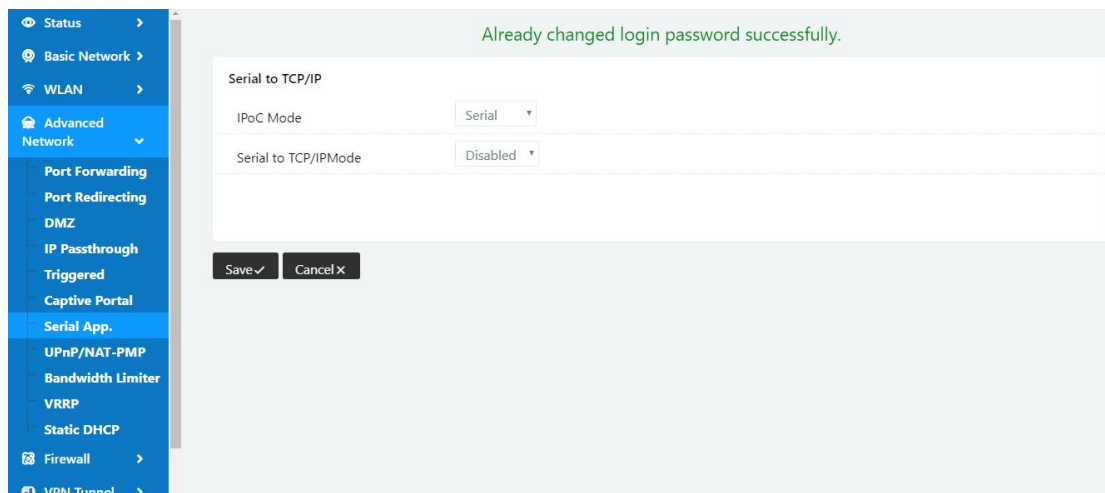 Status
Basic Network
WLAN
Advanced
Network
Port Forwarding
Port Redirecting
DMZ
IP Passthrough
Triggered
Captive Portal
Serial App.
UPnP/NAT-PMP
Bandwidth Limiter
VRRP
Static DHCP
Firewall
VPN Tunnel
Already changed login password successfully.
Serial to TCP/IP
IPoC Mode Serial
Serial to TCP/IPMode Disabled
Save Cancel